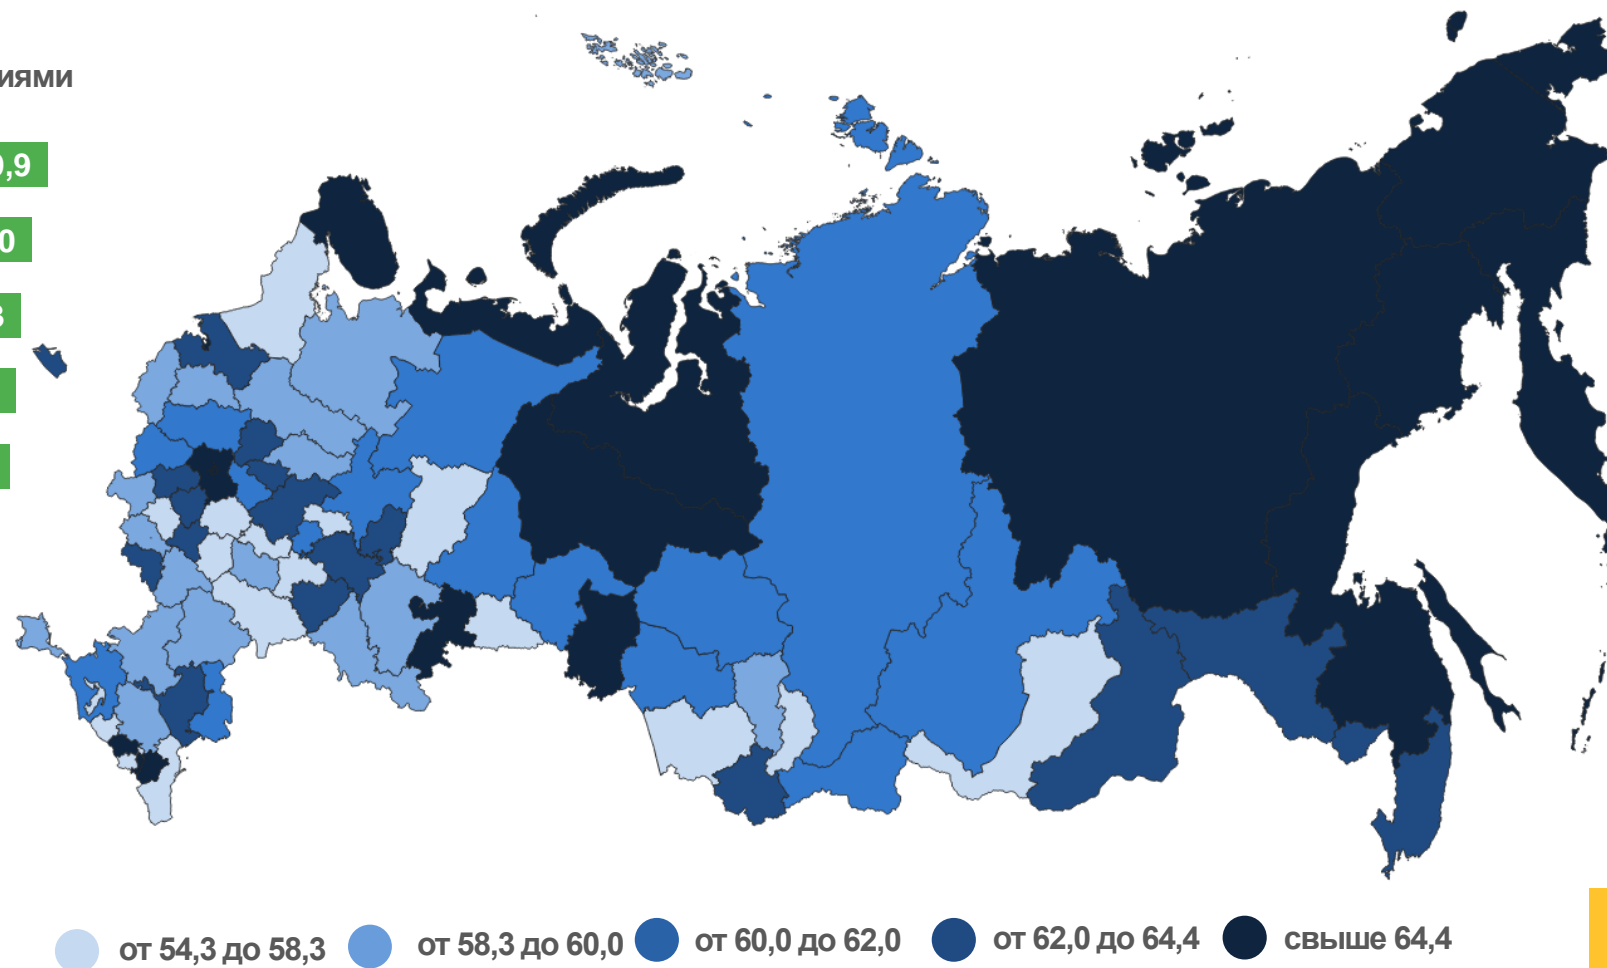 иями
,9
0
от 54,3 до 58,3
от 58,3 до 60,0
от 60,0 до 62,0
от 62,0 до 64,4
свыше 64,4